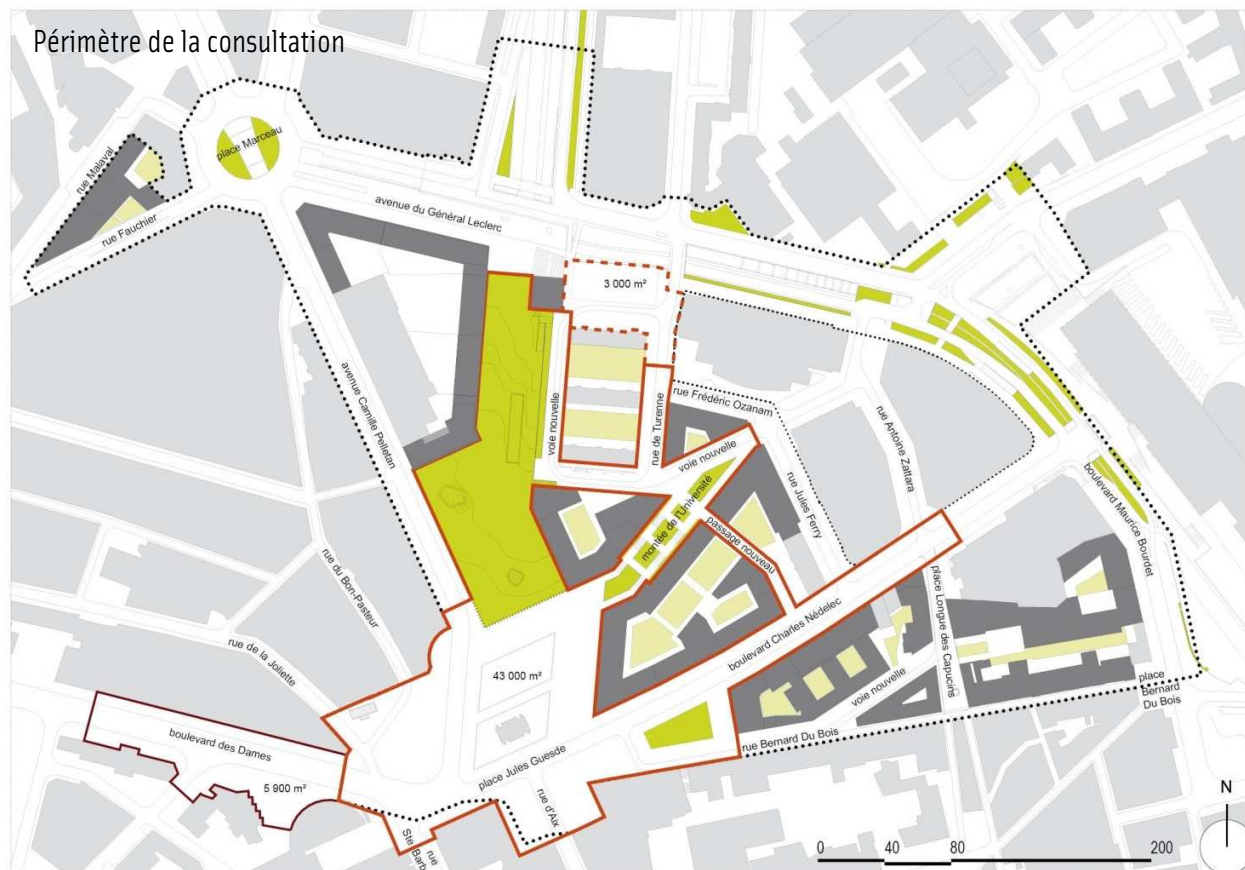 Périmètre de la consultation
place Marceau
rue Malaval
rue Fauchier
avenue du Général Leclerc
3 000 m²
avenue Camille Pelletan
voie nouvelle
rue de Turenne
rue Frédéric Ozanam
voie nouvelle
montée de l'Université
passage nouveau
rue Jules Ferry
rue Antoine Zattara
boulevard Maurice Bourdet
rue du Bon-Pasteur
rue de la Joliette
boulevard Charles Nédelec
place Longue des Capucins
43 000 m²
voie nouvelle
place
Bernard
Du Bois
boulevard des Dames
5 900 m²
place Jules Guesde
rue Bernard Du Bois
rue d'Aix
rue
Ste Barb
N
0 40 80 200